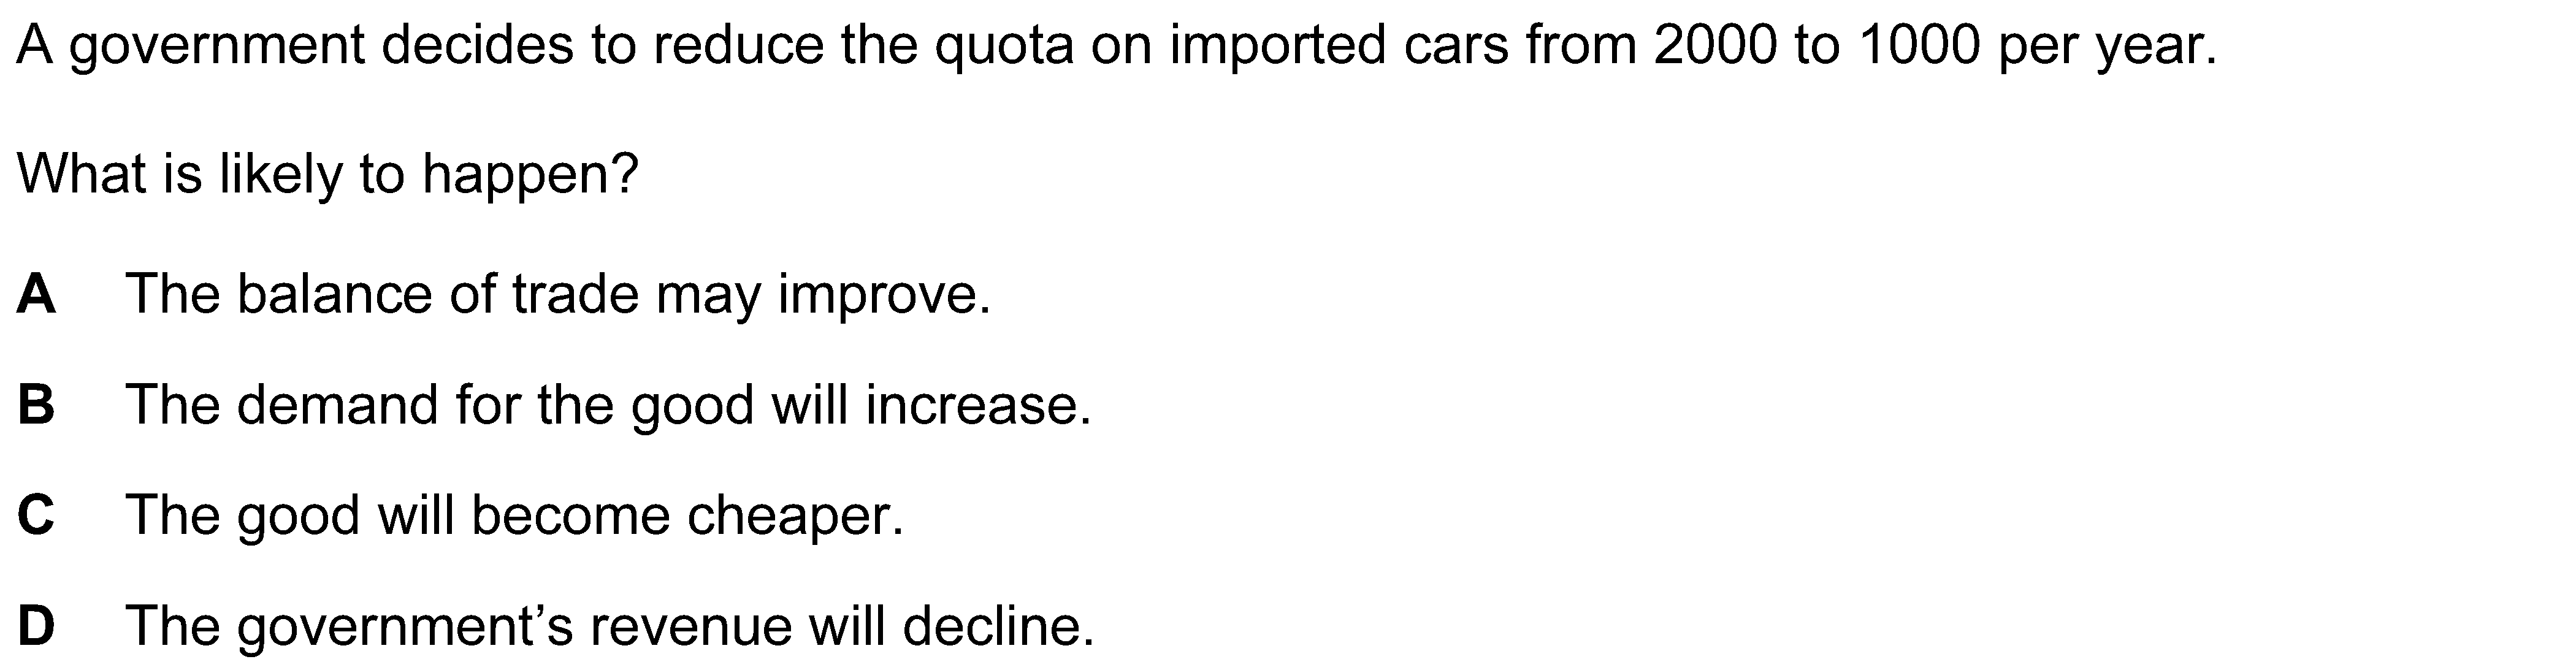 A government decides to reduce the quota on imported cars from 2000 to 1000 per year.
What is likely to happen?
A The balance of trade may improve.
B The demand for the good will increase.
C The good will become cheaper.
D The government’s revenue will decline.